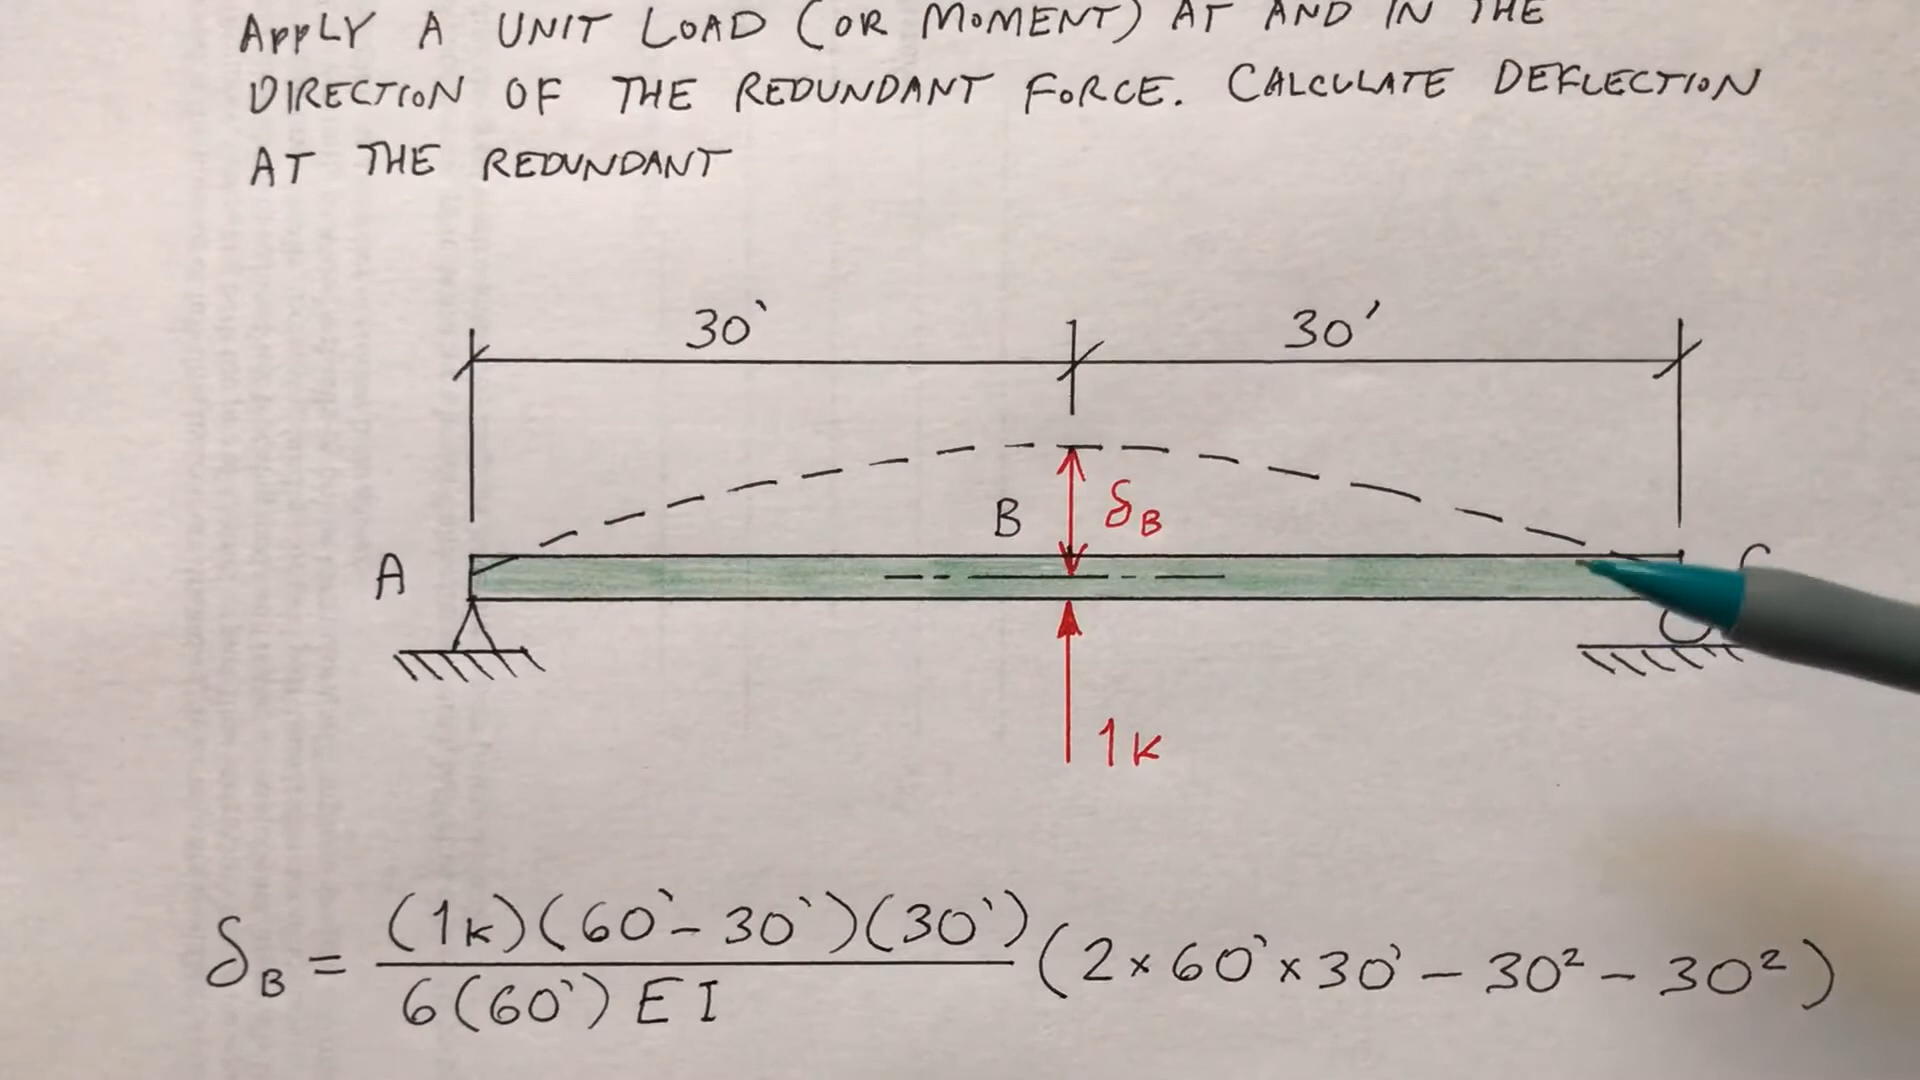 APPLY A UNIT LOAD (OR MOMENT) AT AND IN THE
DIRECTION OF THE REDUNDANT FORCE. CALCULATE DEFLECTION
AT THE REDUNDANT
30' 30'
B δB
A C
1K
δB = (1K)(60'-30')(30') / 6(60')EI (2×60'×30'-30²-30²)